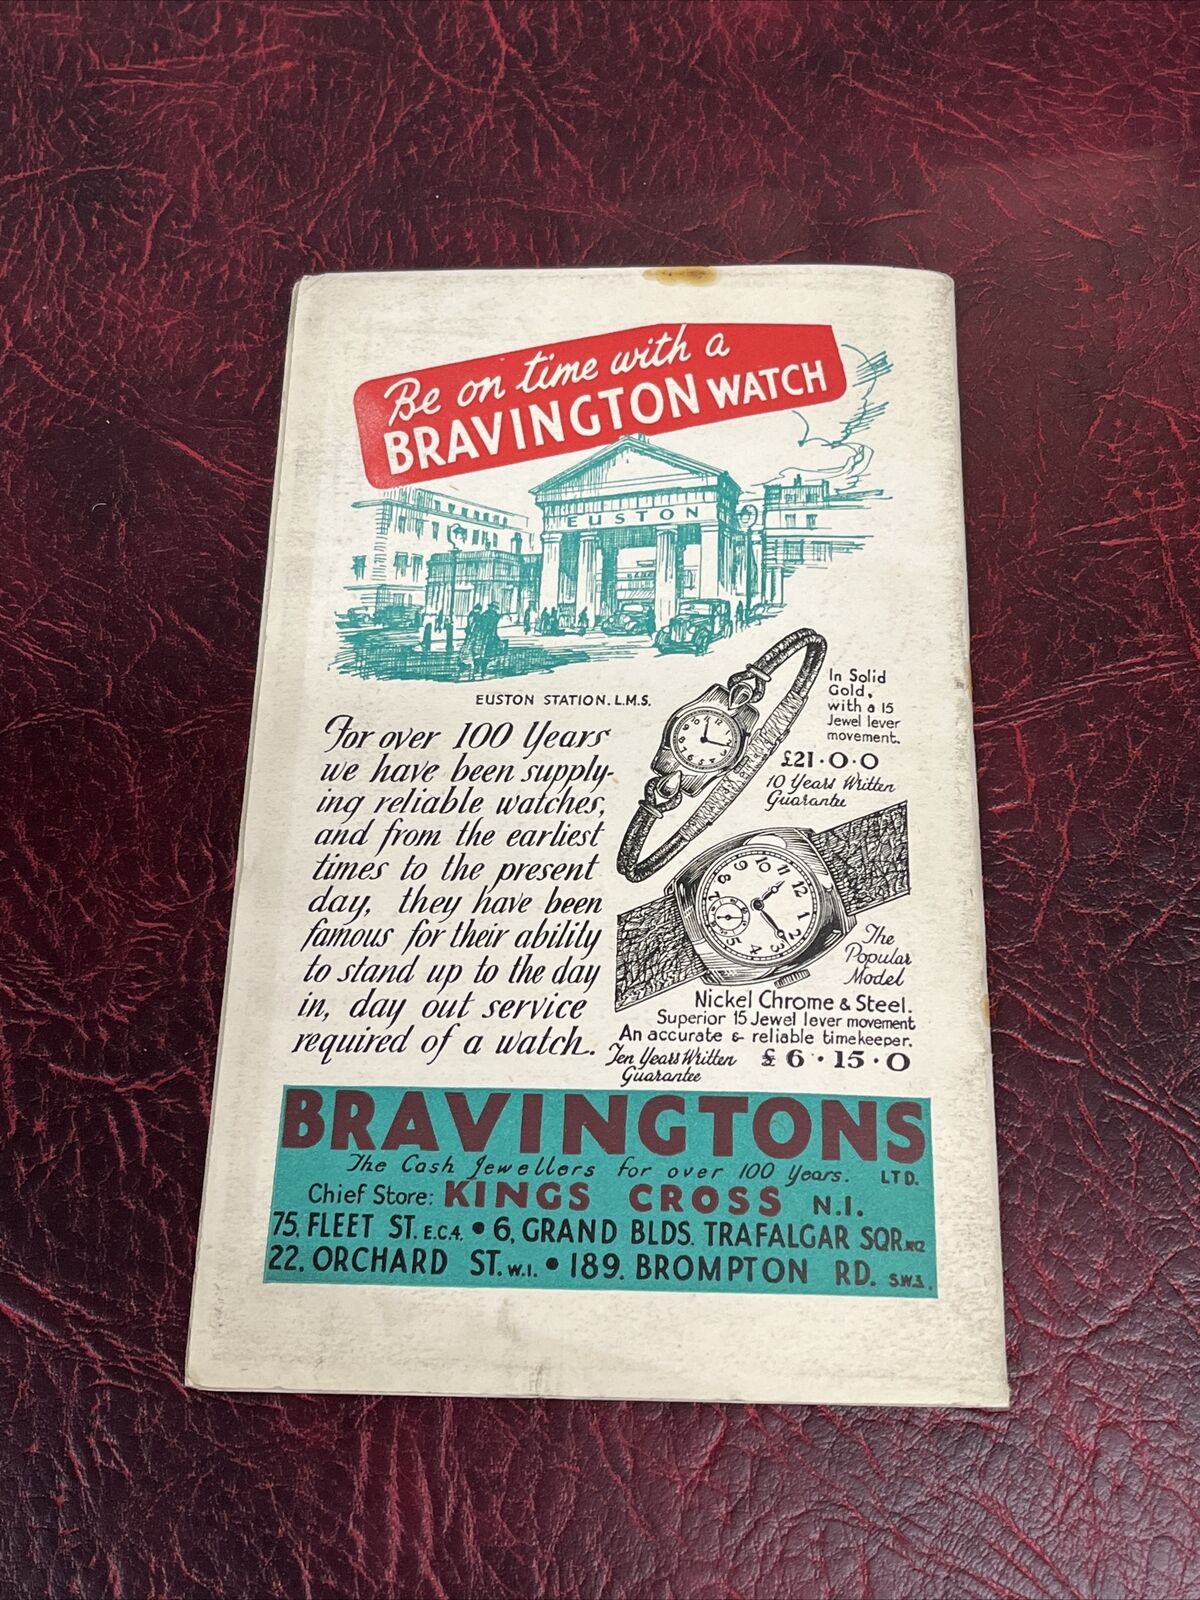 Be on time with a
BRAVINGTON WATCH
EUSTON
EUSTON STATION. L.M.S.
For over 100 Years
we have been supply-
ing reliable watches,
and from the earliest
times to the present
day, they have been
famous for their ability
to stand up to the day
in, day out service
required of a watch.
In Solid
Gold,
with a 15
Jewel lever
movement.
£21·0·0
10 Years Written
Guarantee
The
Popular
Model
Nickel Chrome & Steel.
Superior 15 Jewel lever movement
An accurate & reliable timekeeper.
Ten Years Written
Guarantee
£6·15·0
BRAVINGTONS
The Cash Jewellers for over 100 Years. LTD.
Chief Store: KINGS CROSS N.1.
75, FLEET ST. E.C.4. • 6, GRAND BLDS. TRAFALGAR SQR. WC2
22. ORCHARD ST. W.1. • 189. BROMPTON RD. S.W.3.